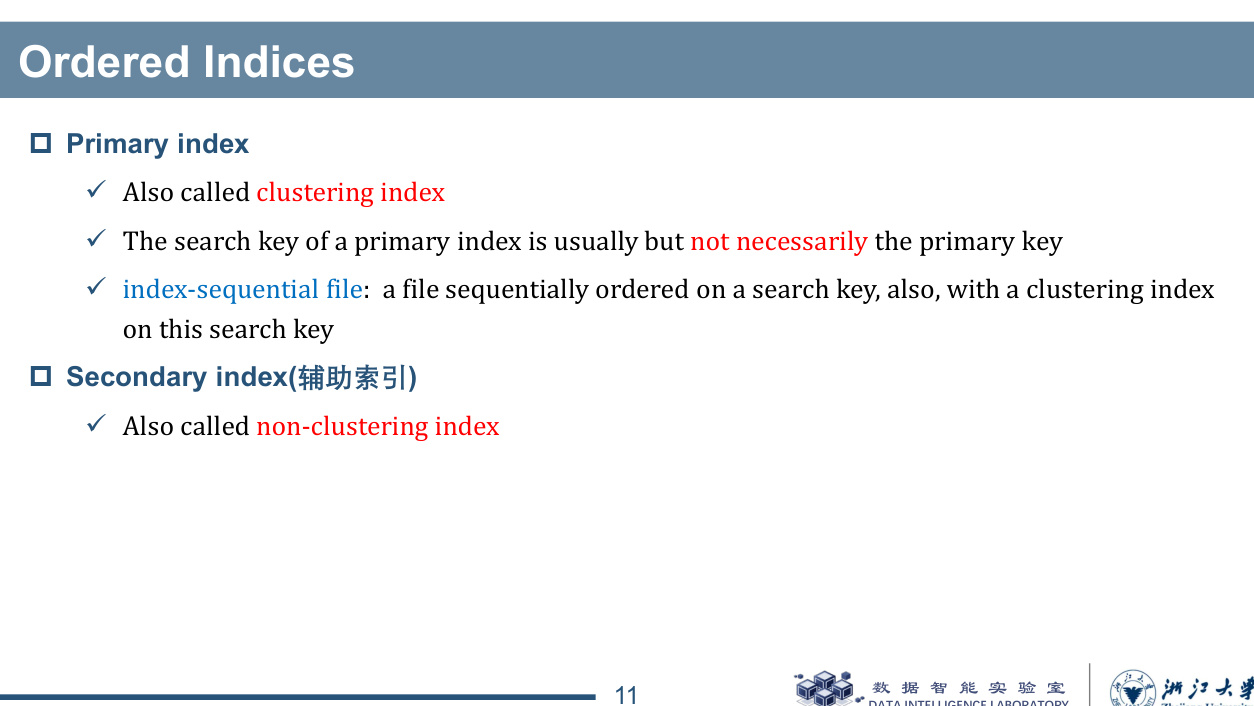 Ordered Indices
Primary index
Also called clustering index
The search key of a primary index is usually but not necessarily the primary key
index-sequential file: a file sequentially ordered on a search key, also, with a clustering index
on this search key
Secondary index(辅助索引)
Also called non-clustering index
11
数据智能实验室
DATA INTELLIGENCE LABORATORY
浙江大学
Zhejiang University